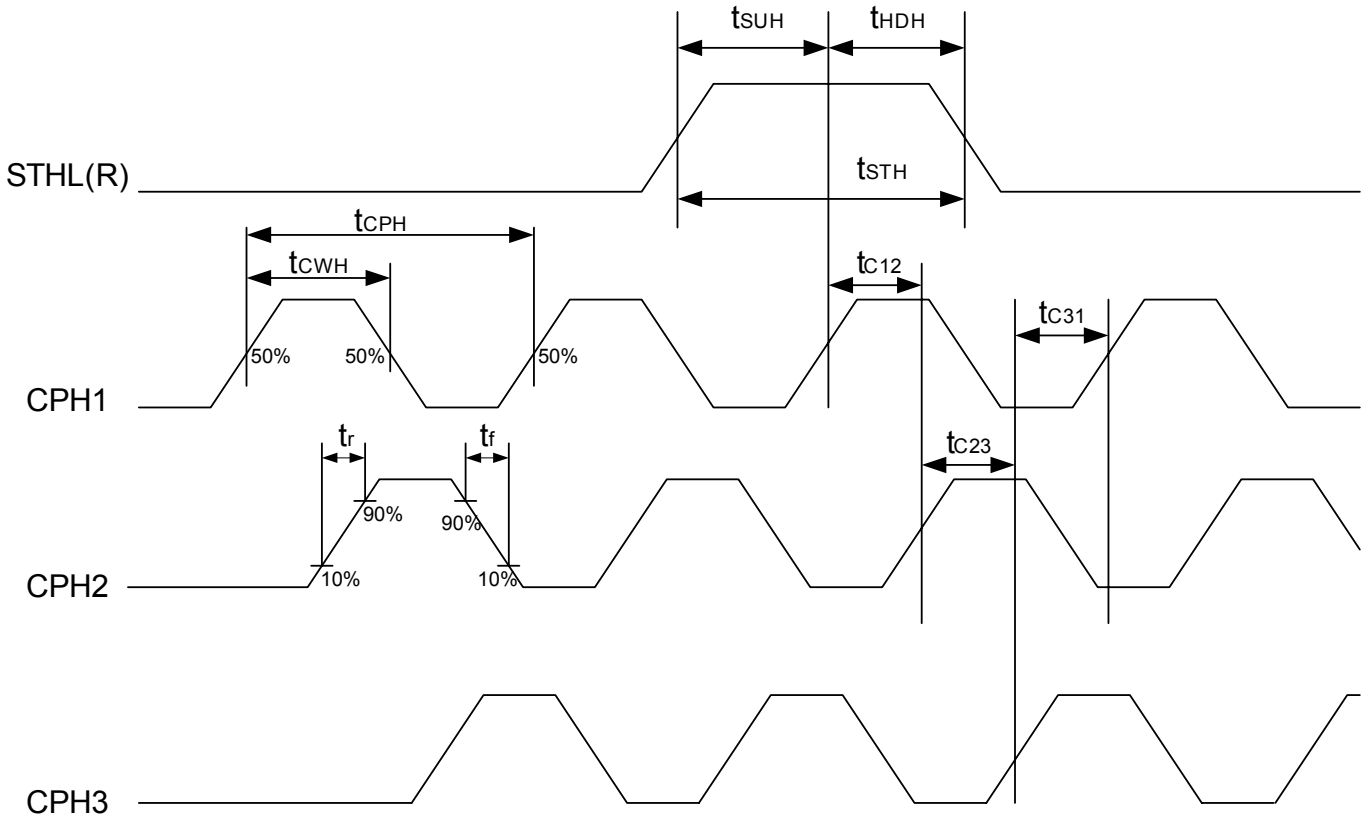 tSUH tHDH
STHL(R)
tSTH
tCPH
tCWH
tC12
tC31
50% 50% 50%
CPH1
tr tf
tC23
90% 90%
10% 10%
CPH2
CPH3